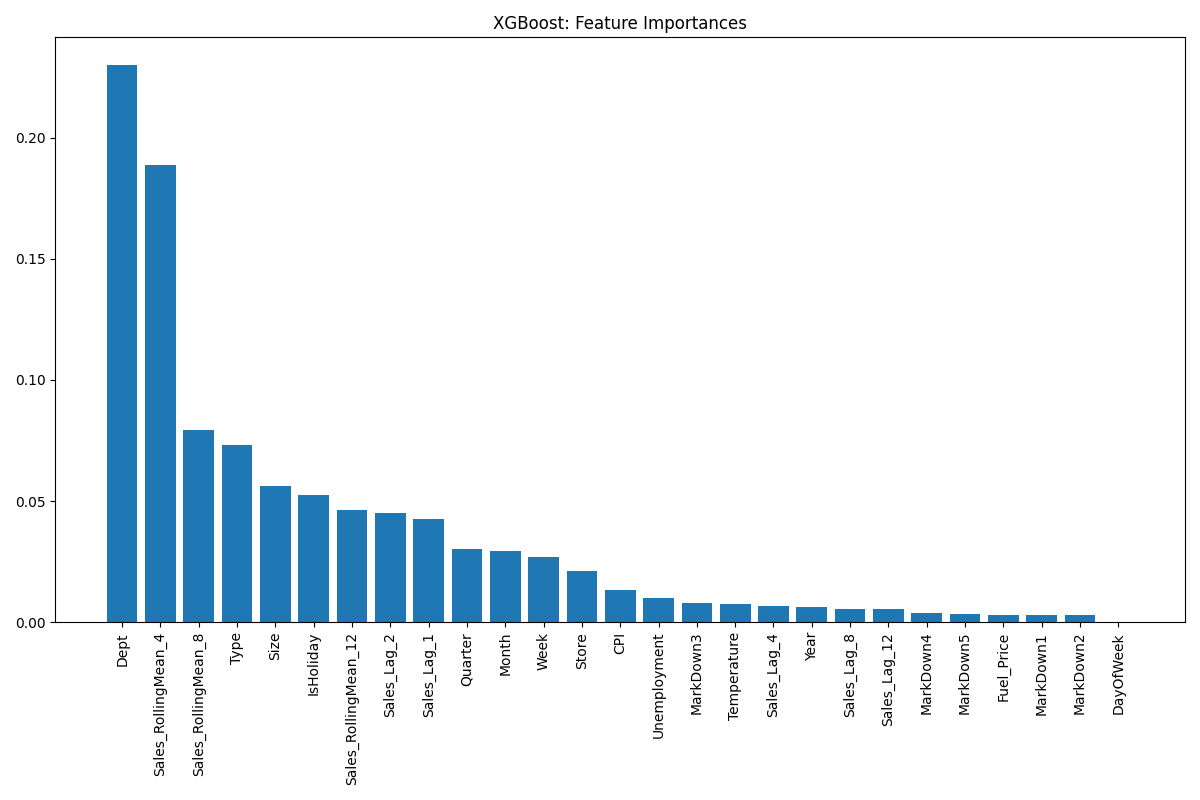 XGBoost: Feature Importances
0.20
0.15
0.10
0.05
0.00
Dept
Sales_RollingMean_4
Sales_RollingMean_8
Type
Size
IsHoliday
Sales_RollingMean_12
Sales_Lag_2
Sales_Lag_1
Quarter
Month
Week
Store
CPI
Unemployment
MarkDown3
Temperature
Sales_Lag_4
Year
Sales_Lag_8
Sales_Lag_12
MarkDown4
MarkDown5
Fuel_Price
MarkDown1
MarkDown2
DayOfWeek